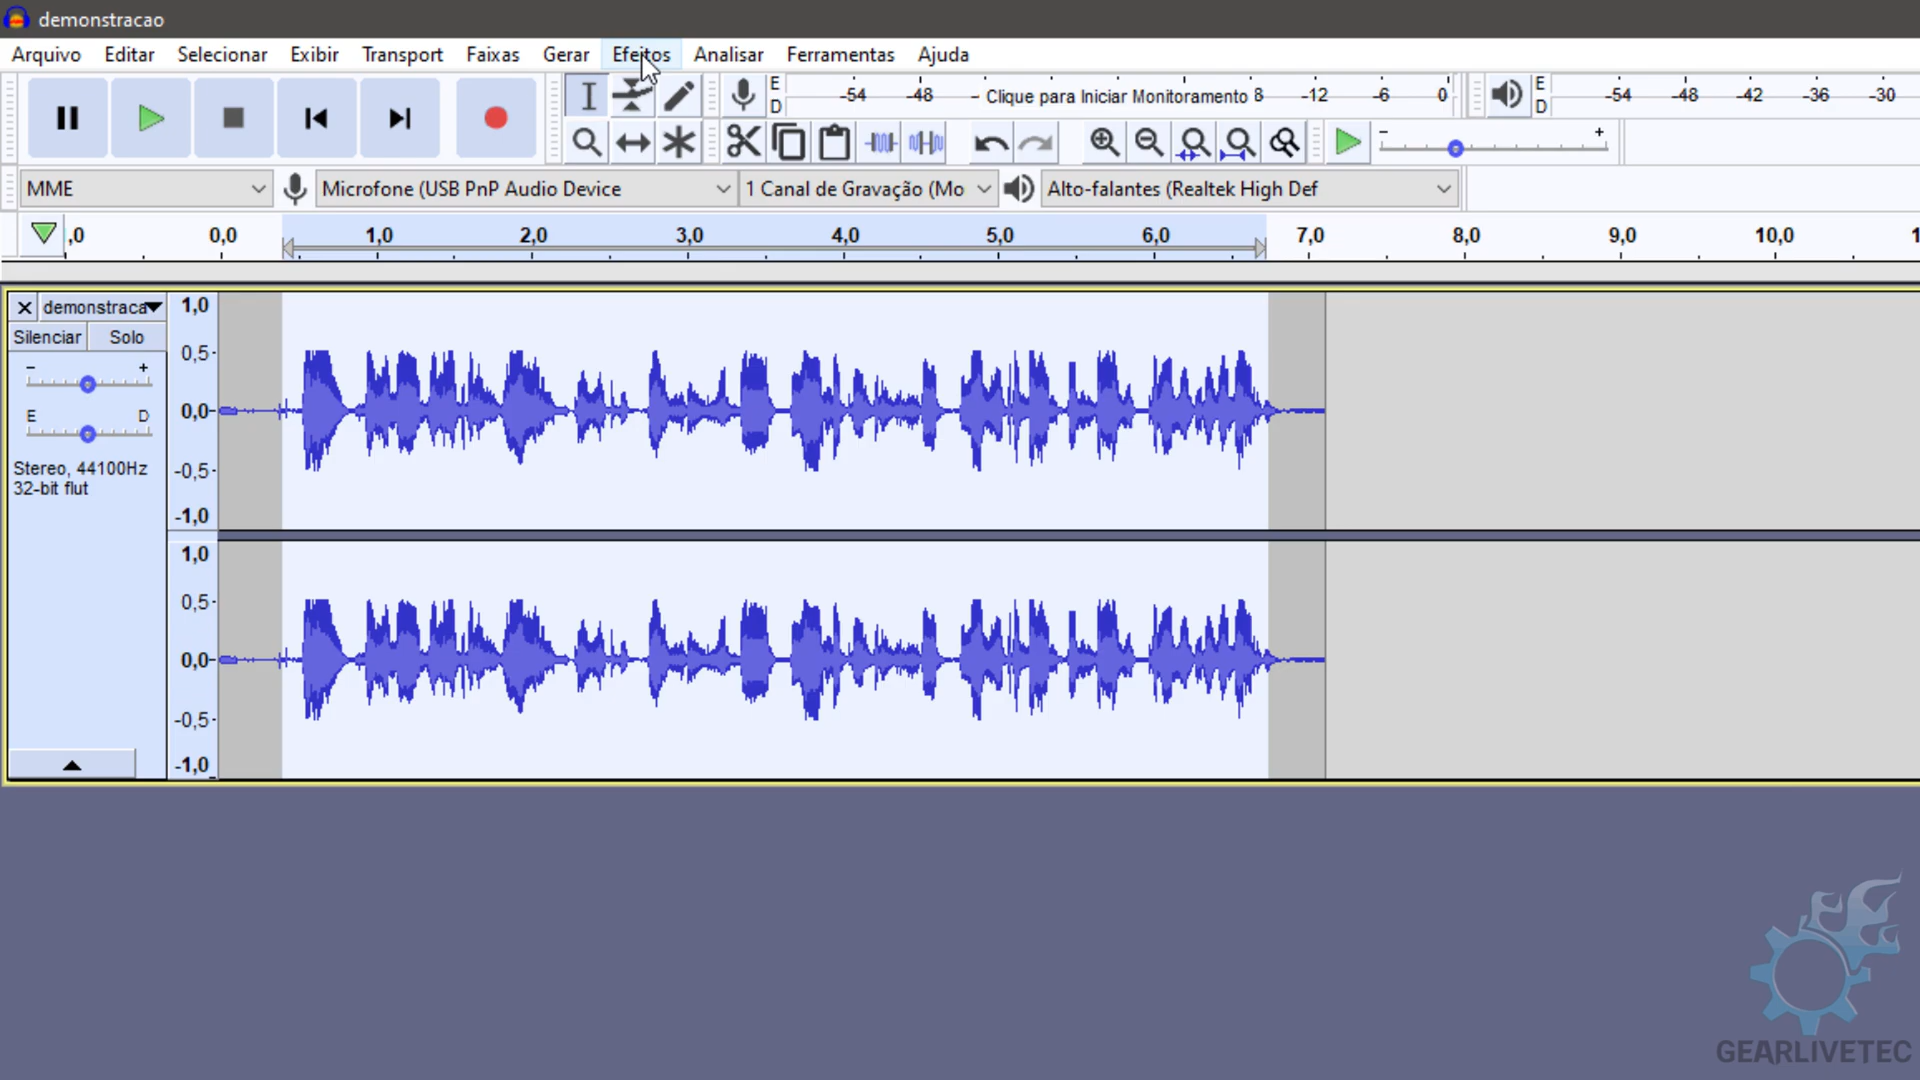 demonstracao
Arquivo Editar Selecionar Exibir Transport Faixas Gerar Efeitos Analisar Ferramentas Ajuda
E D -54 -48 - Clique para Iniciar Monitoramento 8 -12 -6 0 E D -54 -48 -42 -36 -30
- +
MME Microfone (USB PnP Audio Device 1 Canal de Gravação (Mo Alto-falantes (Realtek High Def
,0 0,0 1,0 2,0 3,0 4,0 5,0 6,0 7,0 8,0 9,0 10,0 1
X demonstraca 1,0
Silenciar Solo
0,5
- +
E D 0,0
Stereo, 44100Hz -0,5
32-bit flut
-1,0
1,0
0,5
0,0
-0,5
-1,0
GEARLIVETEC